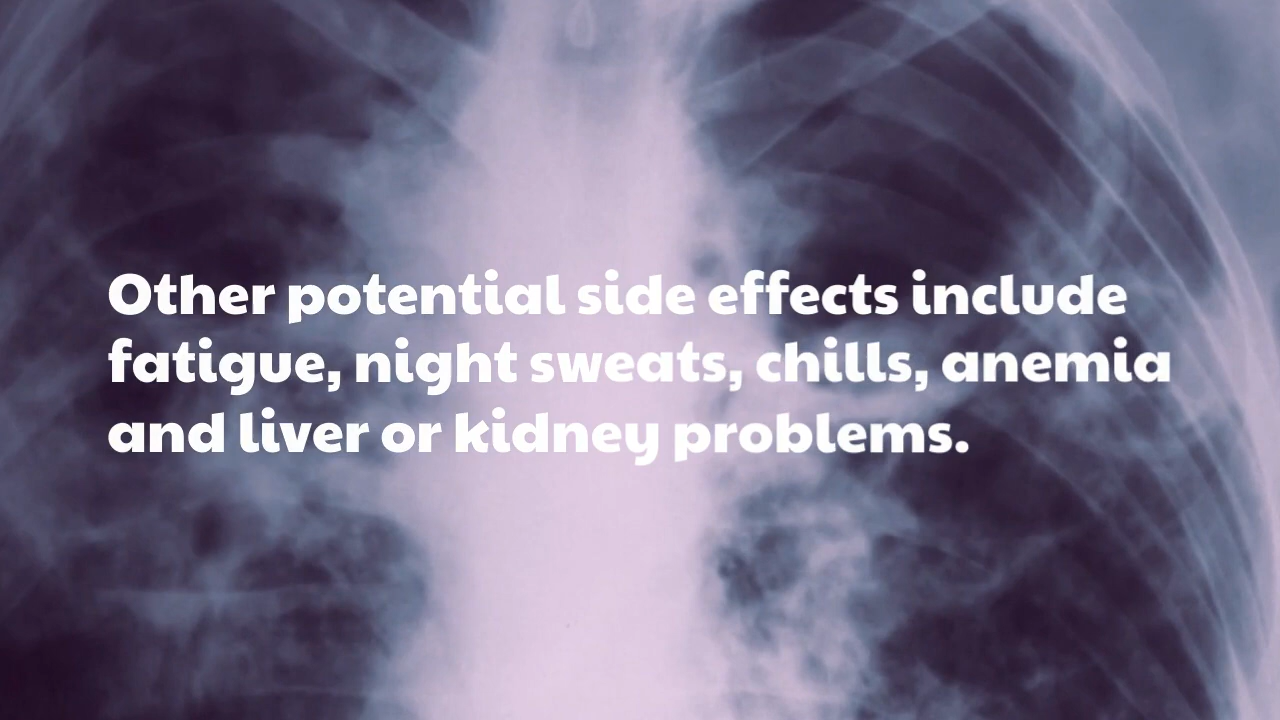 Other potential side effects include
fatigue, night sweats, chills, anemia
and liver or kidney problems.